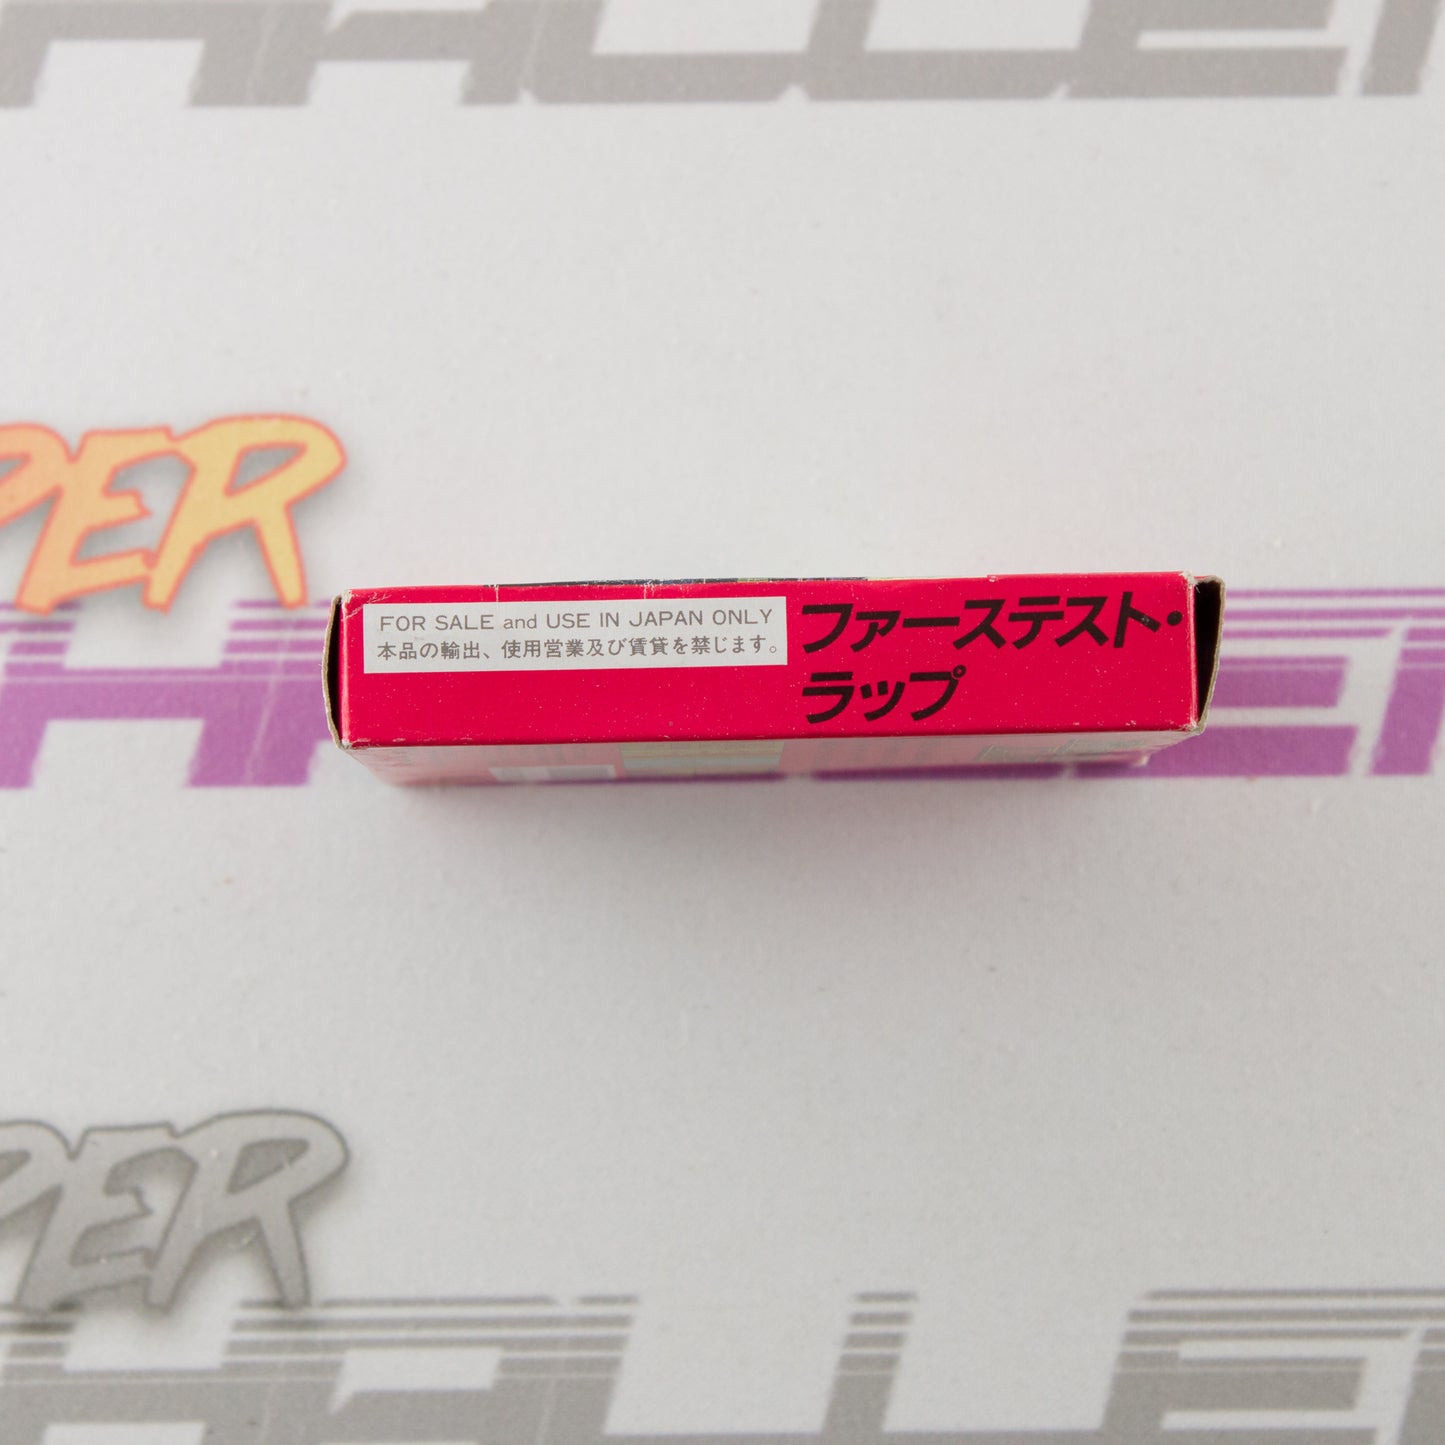 PER
FOR SALE and USE IN JAPAN ONLY
本品の輸出、使用営業及び賃貸を禁じます。
ファーステスト・
ラップ
PER